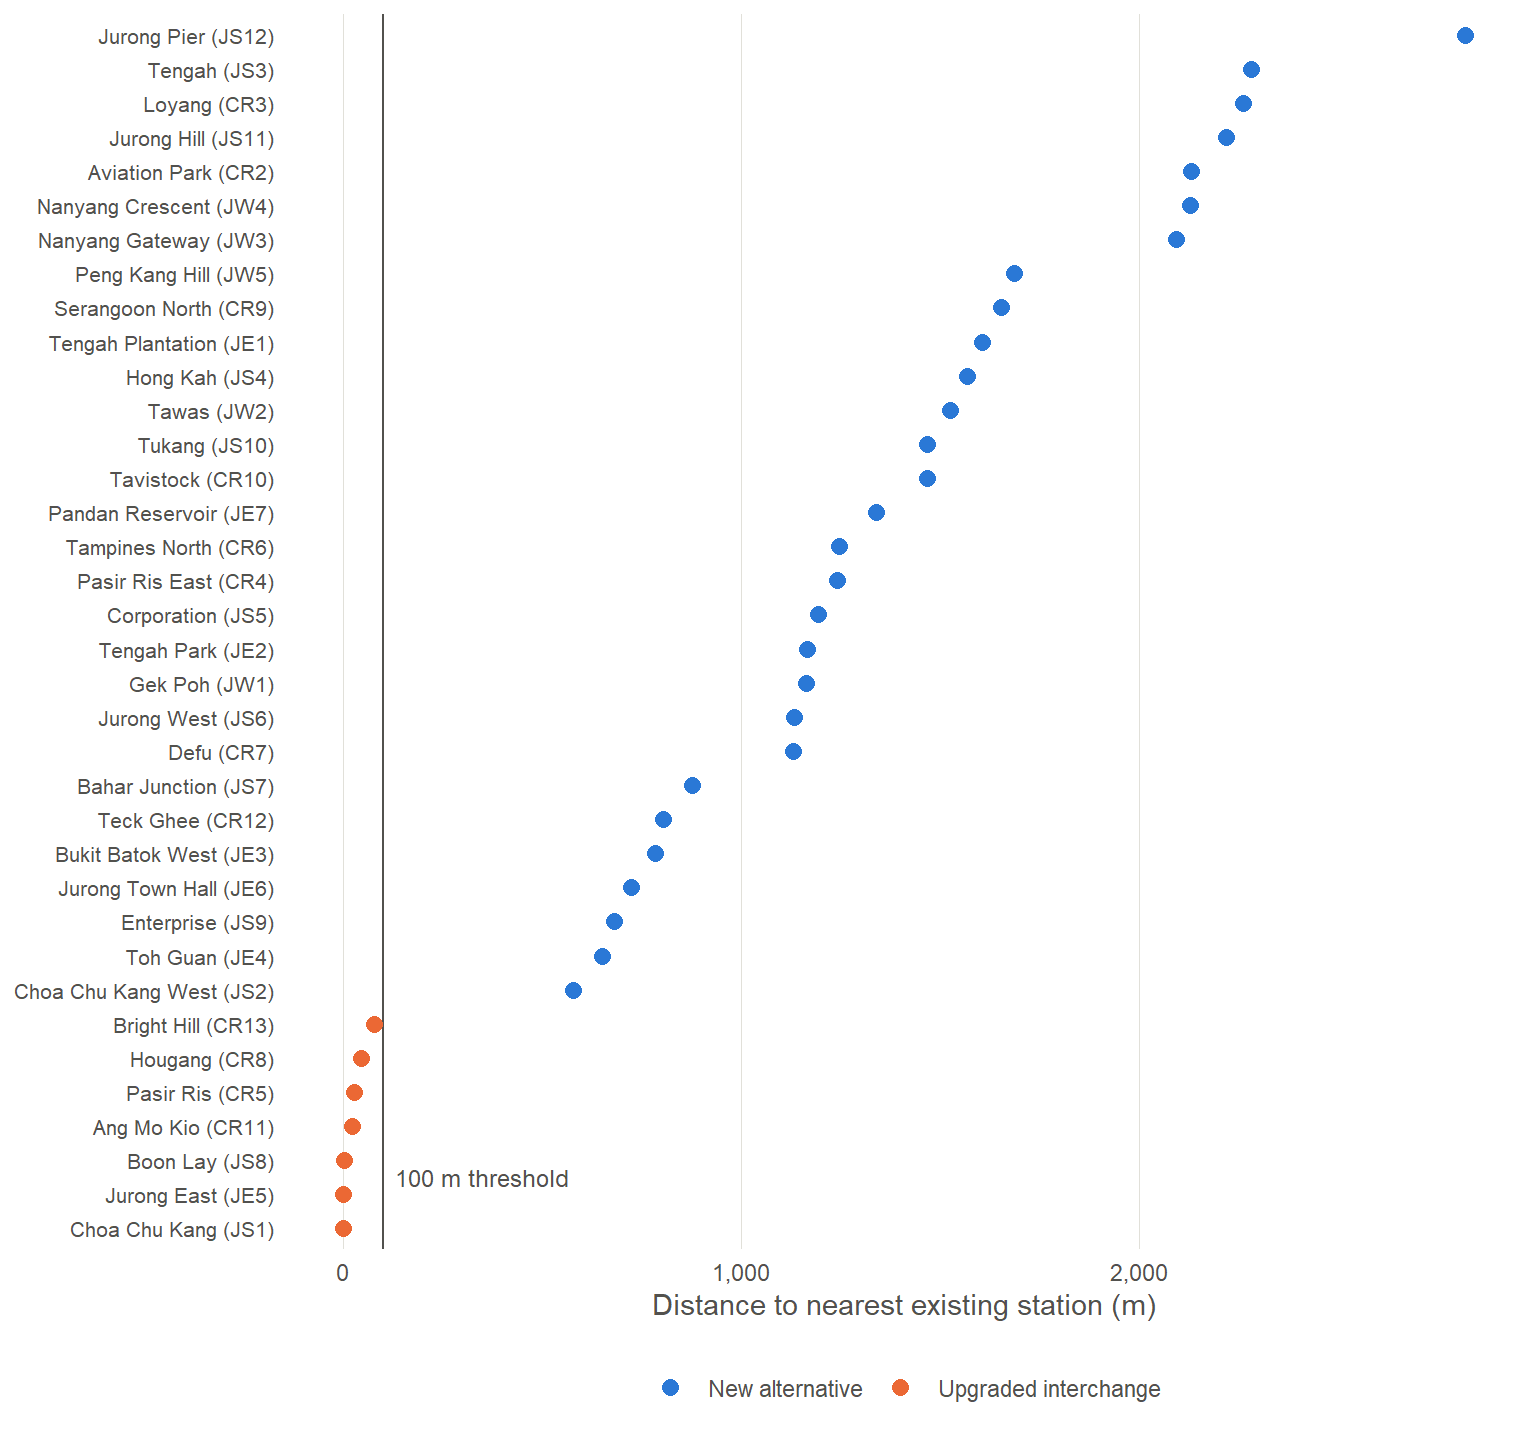 Jurong Pier (JS12)
Tengah (JS3)
Loyang (CR3)
Jurong Hill (JS11)
Aviation Park (CR2)
Nanyang Crescent (JW4)
Nanyang Gateway (JW3)
Peng Kang Hill (JW5)
Serangoon North (CR9)
Tengah Plantation (JE1)
Hong Kah (JS4)
Tawas (JW2)
Tukang (JS10)
Tavistock (CR10)
Pandan Reservoir (JE7)
Tampines North (CR6)
Pasir Ris East (CR4)
Corporation (JS5)
Tengah Park (JE2)
Gek Poh (JW1)
Jurong West (JS6)
Defu (CR7)
Bahar Junction (JS7)
Teck Ghee (CR12)
Bukit Batok West (JE3)
Jurong Town Hall (JE6)
Enterprise (JS9)
Toh Guan (JE4)
Choa Chu Kang West (JS2)
Bright Hill (CR13)
Hougang (CR8)
Pasir Ris (CR5)
Ang Mo Kio (CR11)
Boon Lay (JS8)
100 m threshold
Jurong East (JE5)
Choa Chu Kang (JS1)
0 1,000 2,000
Distance to nearest existing station (m)
New alternative Upgraded interchange